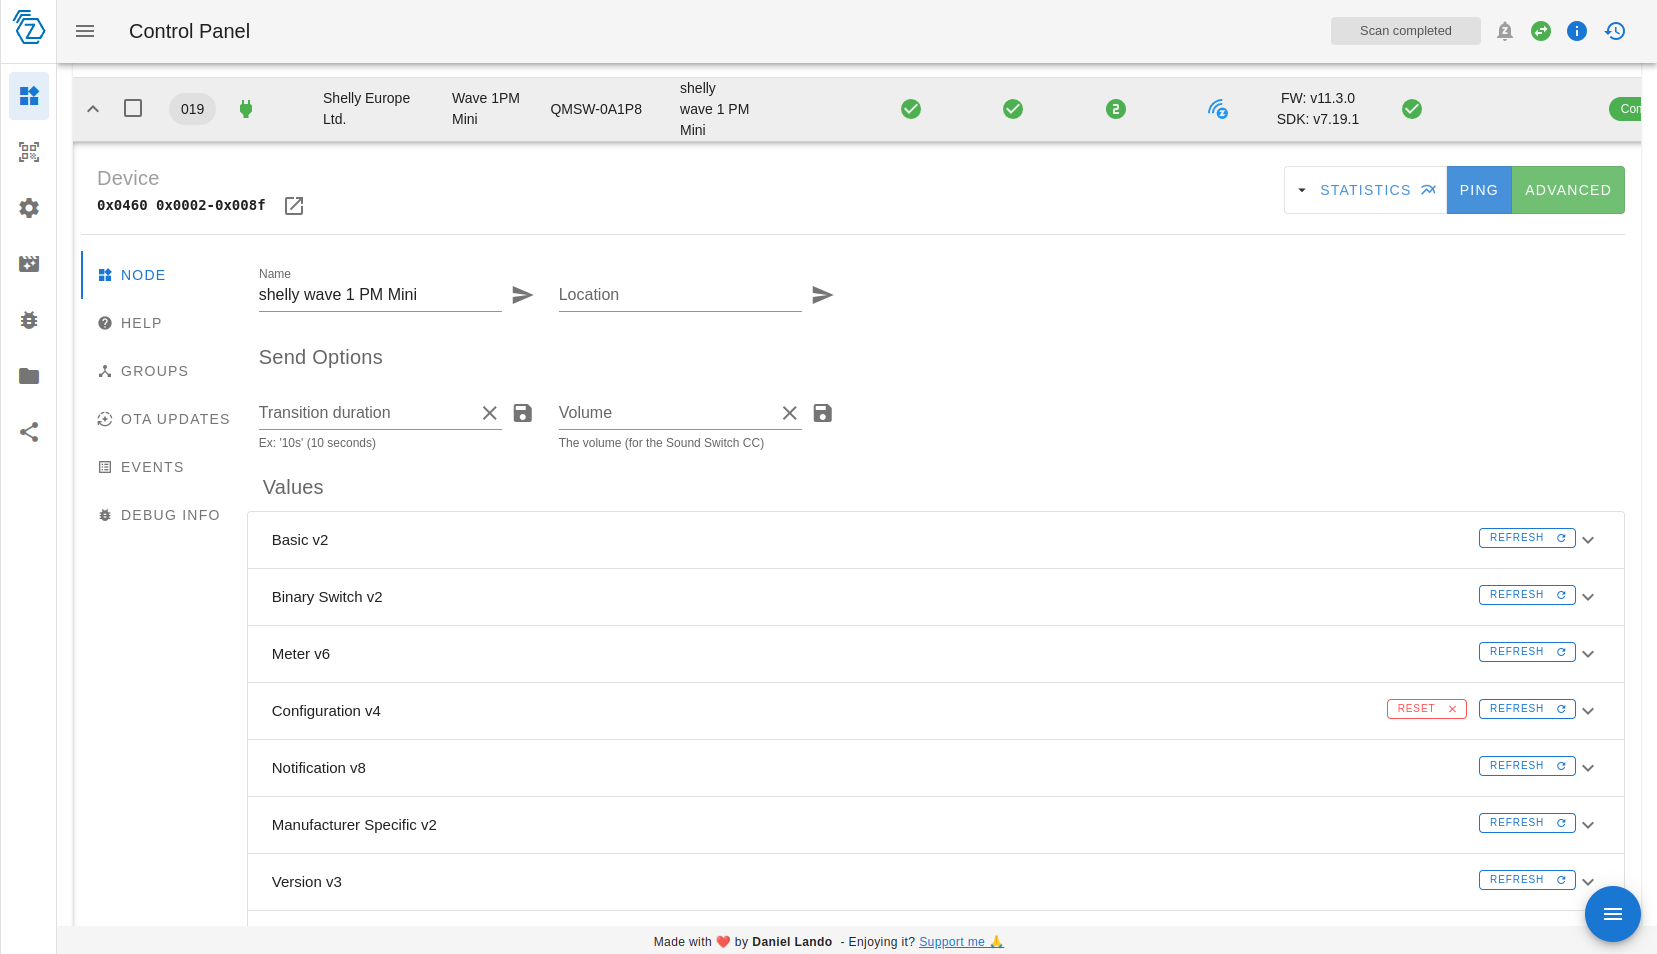 Control Panel
Scan completed
019
Shelly Europe
Ltd.
Wave 1PM
Mini
QMSW-0A1P8
shelly
wave 1 PM
Mini
2
FW: v11.3.0
SDK: v7.19.1
Com
Device
0x0460 0x0002-0x008f
STATISTICS
PING
ADVANCED
NODE
HELP
GROUPS
OTA UPDATES
EVENTS
DEBUG INFO
Name
shelly wave 1 PM Mini
Location
Send Options
Transition duration
Ex: '10s' (10 seconds)
Volume
The volume (for the Sound Switch CC)
Values
Basic v2 REFRESH
Binary Switch v2 REFRESH
Meter v6 REFRESH
Configuration v4 RESET REFRESH
Notification v8 REFRESH
Manufacturer Specific v2 REFRESH
Version v3 REFRESH
Made with ❤️ by Daniel Lando - Enjoying it? Support me 🙏